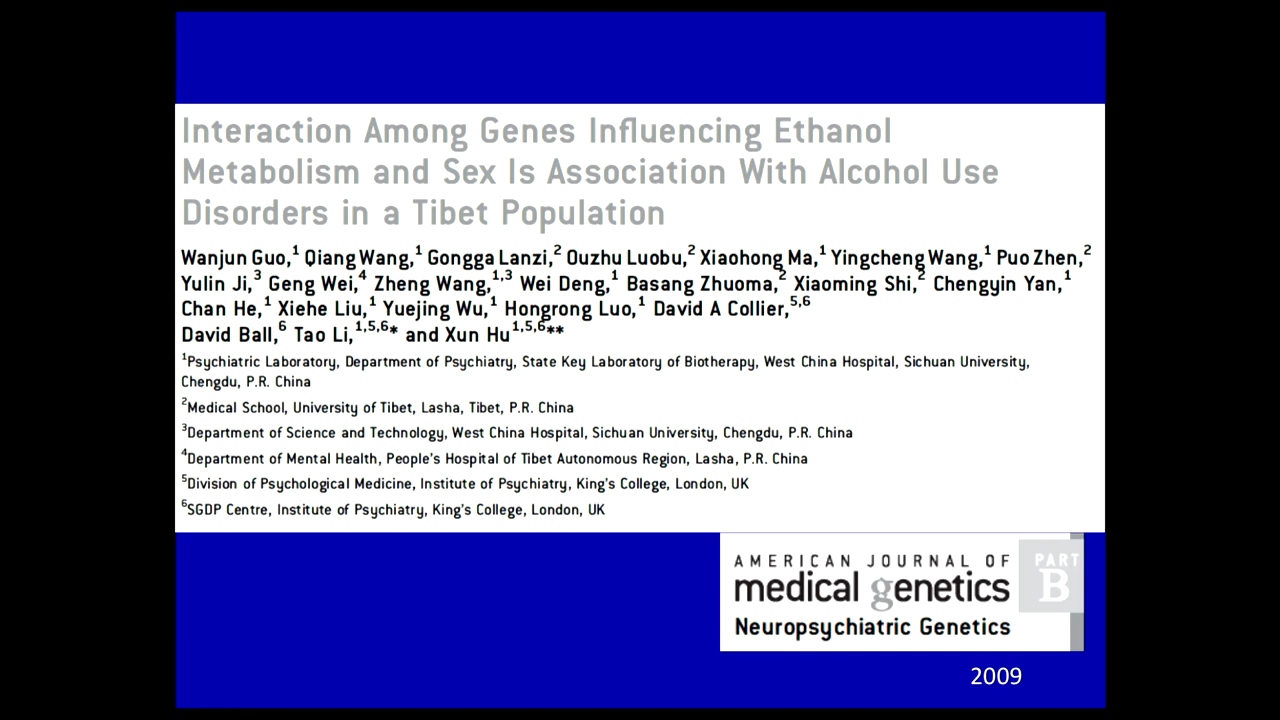 Interaction Among Genes Influencing Ethanol
Metabolism and Sex Is Association With Alcohol Use
Disorders in a Tibet Population
Wanjun Guo,¹ Qiang Wang,¹ Gongga Lanzi,² Ouzhu Luobu,² Xiaohong Ma,¹ Yingcheng Wang,¹ Puo Zhen,²
Yulin Ji,³ Geng Wei,⁴ Zheng Wang,¹,³ Wei Deng,¹ Basang Zhuoma,² Xiaoming Shi,² Chengyin Yan,¹
Chan He,¹ Xiehe Liu,¹ Yuejing Wu,¹ Hongrong Luo,¹ David A Collier,⁵,⁶
David Ball,⁶ Tao Li,¹,⁵,⁶* and Xun Hu¹,⁵,⁶**
¹Psychiatric Laboratory, Department of Psychiatry, State Key Laboratory of Biotherapy, West China Hospital, Sichuan University,
Chengdu, P.R. China
²Medical School, University of Tibet, Lasha, Tibet, P.R. China
³Department of Science and Technology, West China Hospital, Sichuan University, Chengdu, P.R. China
⁴Department of Mental Health, People's Hospital of Tibet Autonomous Region, Lasha, P.R. China
⁵Division of Psychological Medicine, Institute of Psychiatry, King's College, London, UK
⁶SGDP Centre, Institute of Psychiatry, King's College, London, UK
AMERICAN JOURNAL OF
medical genetics
PART
B
Neuropsychiatric Genetics
2009